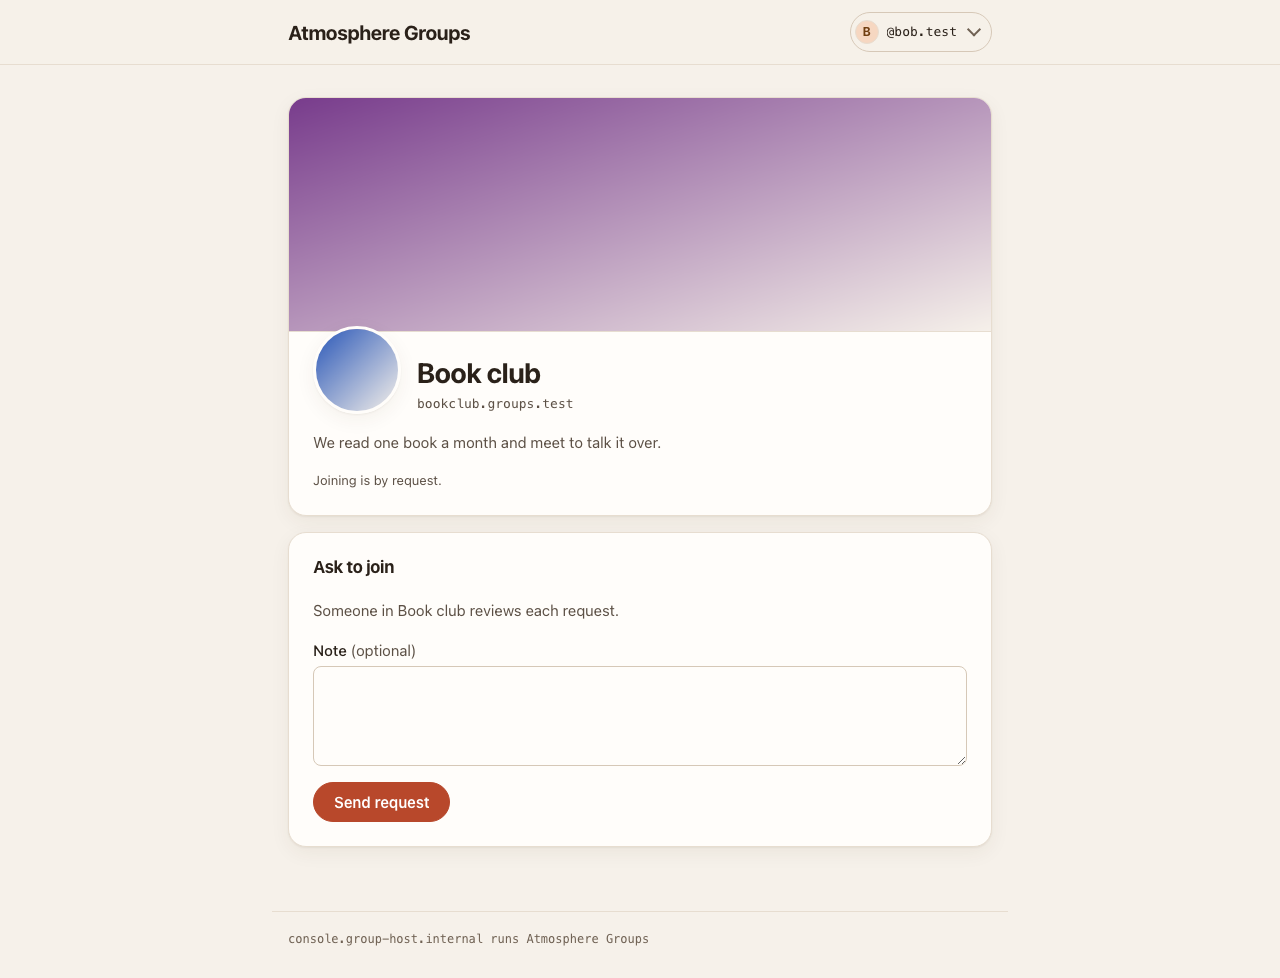 Atmosphere Groups
B @bob.test
Book club
bookclub.groups.test
We read one book a month and meet to talk it over.
Joining is by request.
Ask to join
Someone in Book club reviews each request.
Note (optional)
Send request
console.group-host.internal runs Atmosphere Groups